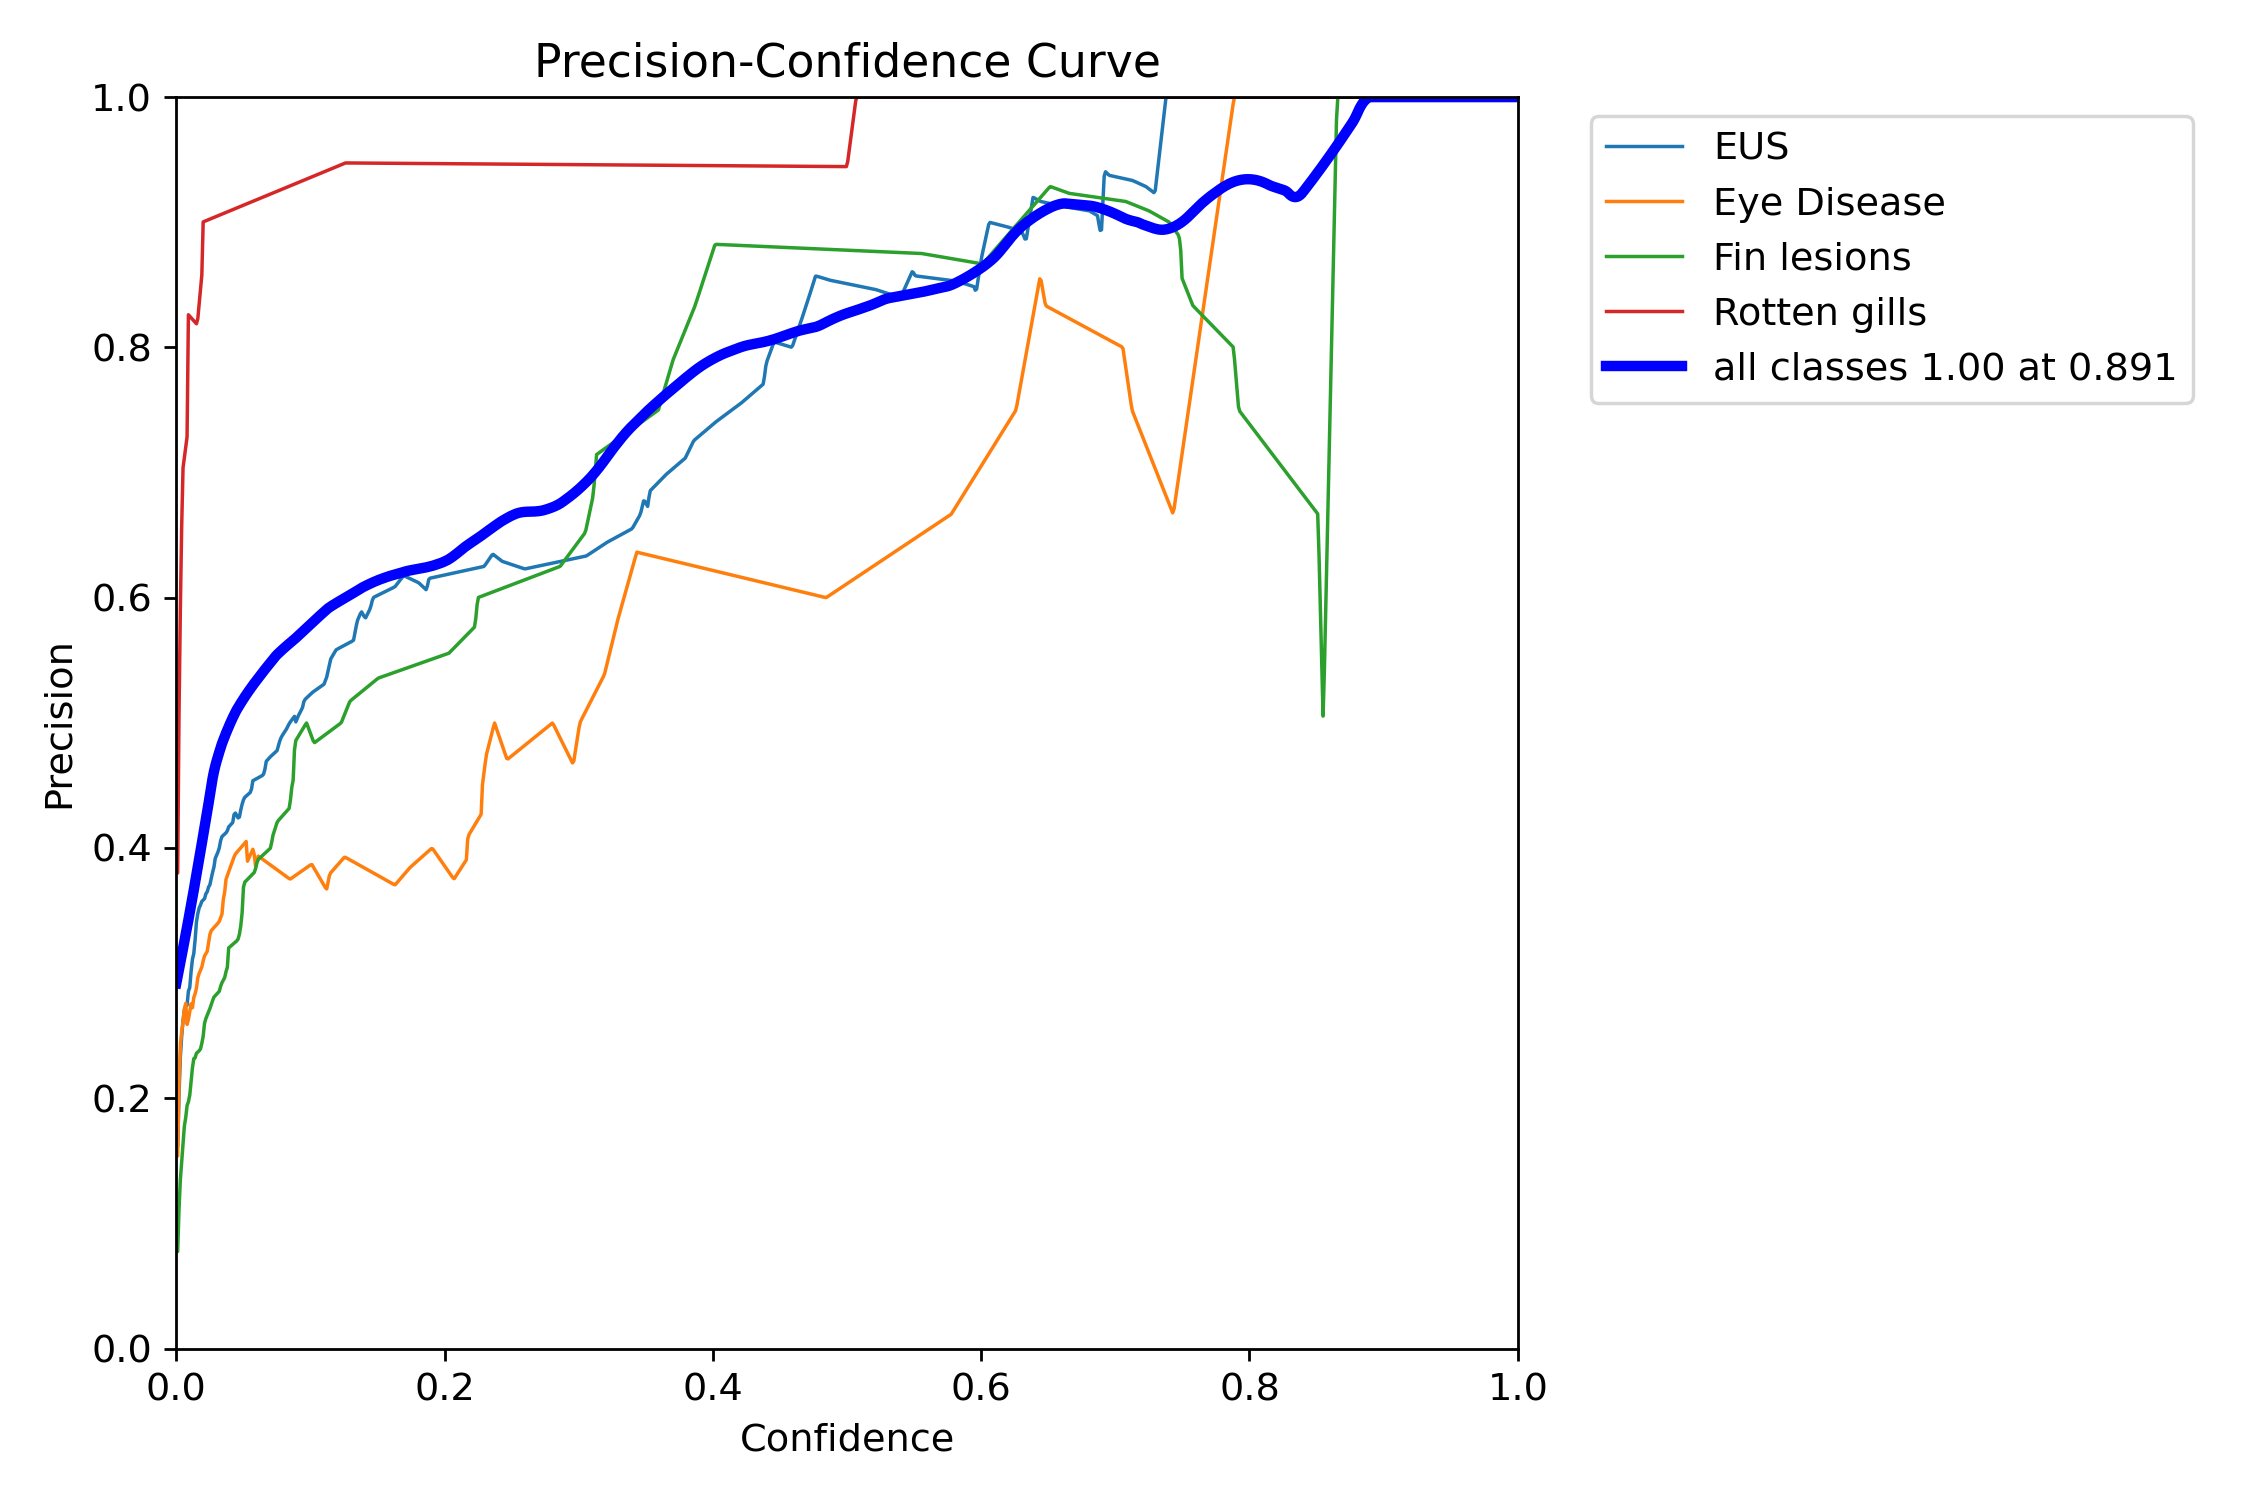 Precision-Confidence Curve
1.0
0.8
0.6
0.4
0.2
0.0
Precision
0.0 0.2 0.4 0.6 0.8 1.0
Confidence
EUS
Eye Disease
Fin lesions
Rotten gills
all classes 1.00 at 0.891